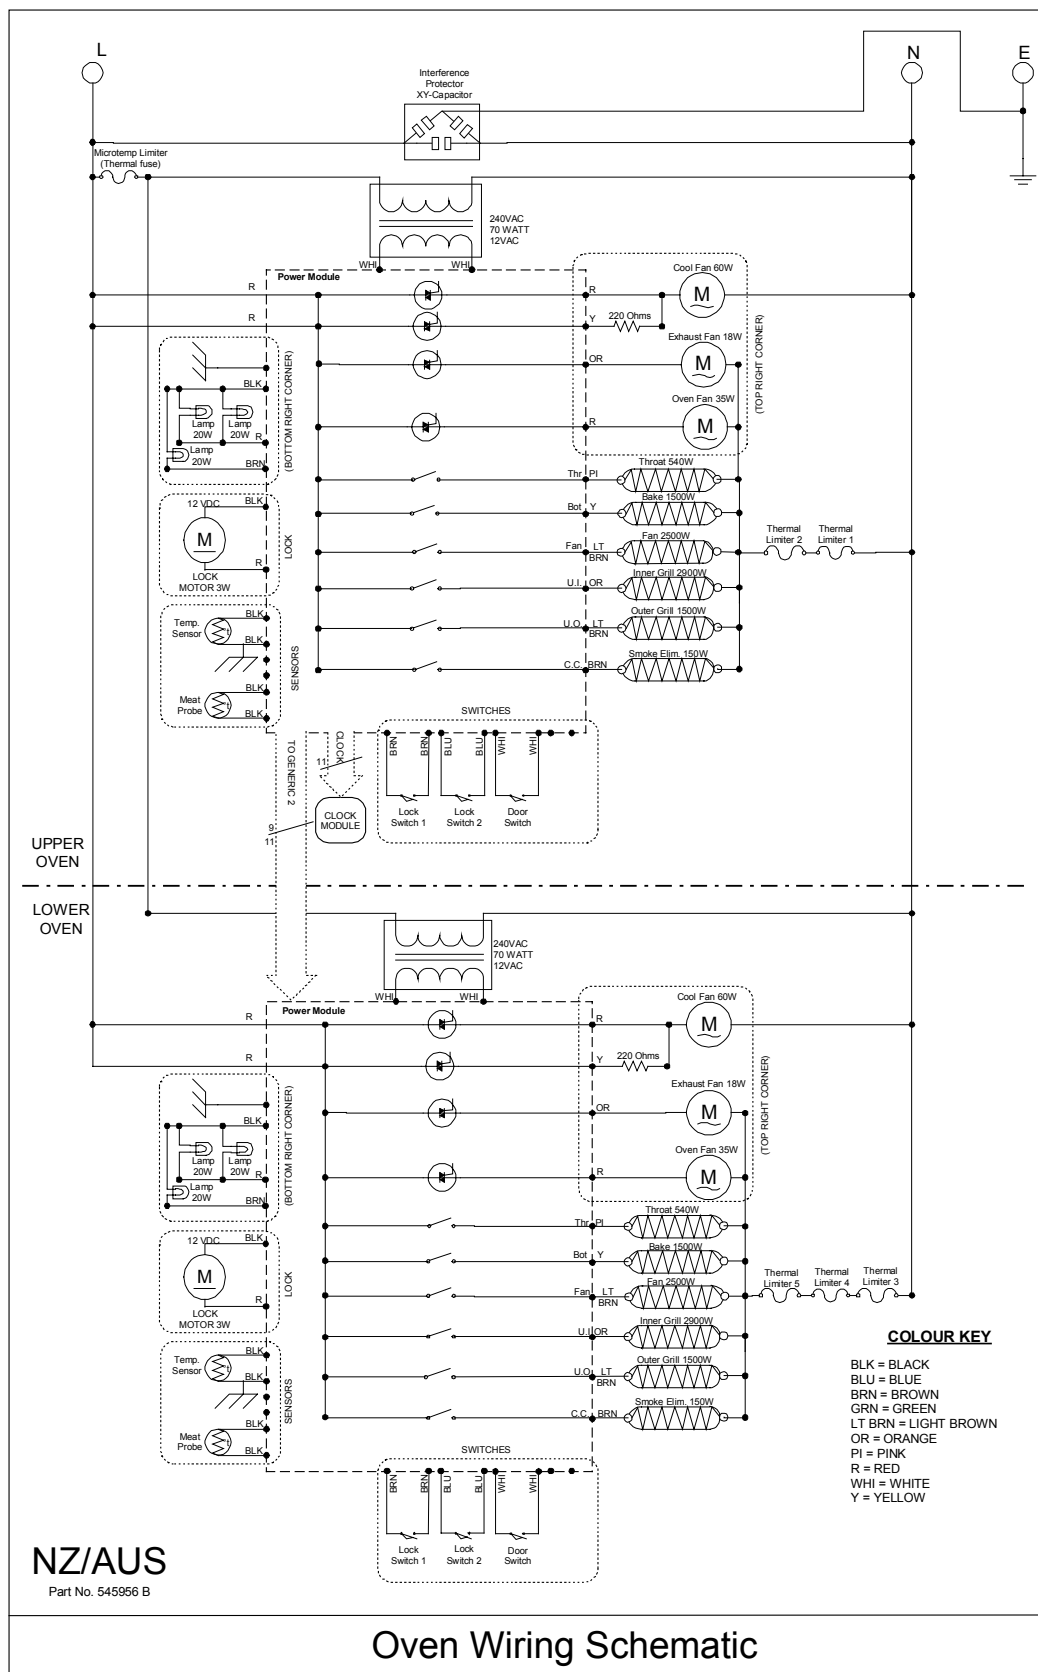 L
N
E
Interference
Protector
XY-Capacitor
Microtemp Limiter
(Thermal fuse)
240VAC
70 WATT
12VAC
WHI
WHI
Power Module
R
R
R
Y
220 Ohms
OR
R
Cool Fan 60W
M
Exhaust Fan 18W
M
Oven Fan 35W
M
(TOP RIGHT CORNER)
BLK
Lamp
20W
Lamp
20W
R
Lamp
20W
BRN
(BOTTOM RIGHT CORNER)
12 VDC
BLK
M
R
LOCK
MOTOR 3W
LOCK
Temp.
Sensor
BLK
BLK
t
Meat
Probe
BLK
BLK
t
SENSORS
Thr
PI
Throat 540W
Bot
Y
Bake 1500W
Fan
LT
BRN
Fan 2500W
U.I.
OR
Inner Grill 2900W
U.O.
LT
BRN
Outer Grill 1500W
C.C.
BRN
Smoke Elim. 150W
Thermal
Limiter 2
Thermal
Limiter 1
SWITCHES
BRN
BRN
BLU
BLU
WHI
WHI
Lock
Switch 1
Lock
Switch 2
Door
Switch
TO GENERIC 2
CLOCK
11
CLOCK
MODULE
9
11
UPPER
OVEN
LOWER
OVEN
240VAC
70 WATT
12VAC
WHI
WHI
Power Module
R
R
R
Y
220 Ohms
OR
R
Cool Fan 60W
M
Exhaust Fan 18W
M
Oven Fan 35W
M
(TOP RIGHT CORNER)
BLK
Lamp
20W
Lamp
20W
R
Lamp
20W
BRN
(BOTTOM RIGHT CORNER)
12 VDC
BLK
M
R
LOCK
MOTOR 3W
LOCK
Temp.
Sensor
BLK
BLK
t
Meat
Probe
BLK
BLK
t
SENSORS
Thr
PI
Throat 540W
Bot
Y
Bake 1500W
Fan
LT
BRN
Fan 2500W
U.I.
OR
Inner Grill 2900W
U.O.
LT
BRN
Outer Grill 1500W
C.C.
BRN
Smoke Elim. 150W
Thermal
Limiter 5
Thermal
Limiter 4
Thermal
Limiter 3
SWITCHES
BRN
BRN
BLU
BLU
WHI
WHI
Lock
Switch 1
Lock
Switch 2
Door
Switch
COLOUR KEY
BLK = BLACK
BLU = BLUE
BRN = BROWN
GRN = GREEN
LT BRN = LIGHT BROWN
OR = ORANGE
PI = PINK
R = RED
WHI = WHITE
Y = YELLOW
NZ/AUS
Part No. 545956 B
Oven Wiring Schematic